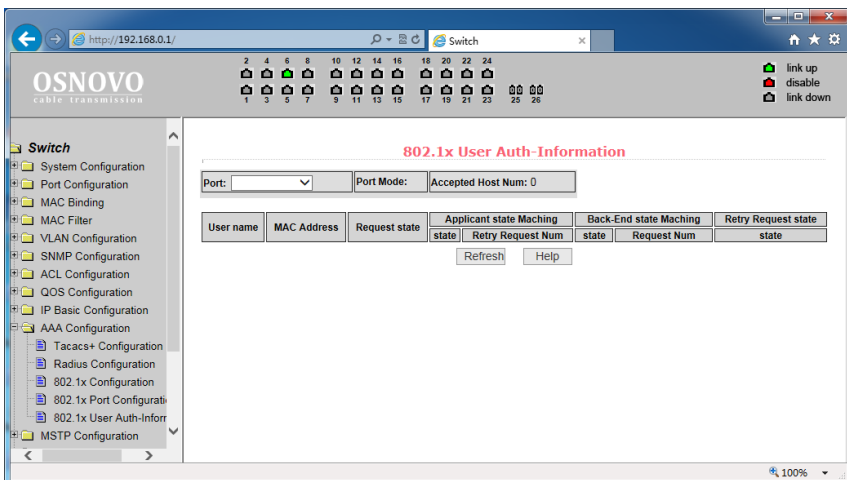 http://192.168.0.1/
Switch
OSNOVO
cable transmission
2 4 6 8 10 12 14 16 18 20 22 24
1 3 5 7 9 11 13 15 17 19 21 23 25 26
link up
disable
link down
Switch
System Configuration
Port Configuration
MAC Binding
MAC Filter
VLAN Configuration
SNMP Configuration
ACL Configuration
QOS Configuration
IP Basic Configuration
AAA Configuration
Tacacs+ Configuration
Radius Configuration
802.1x Configuration
802.1x Port Configurati
802.1x User Auth-Inforr
MSTP Configuration
802.1x User Auth-Information
Port: Port Mode: Accepted Host Num: 0
User name MAC Address Request state Applicant state Maching Back-End state Maching Retry Request state
state Retry Request Num state Request Num state
Refresh Help
100%